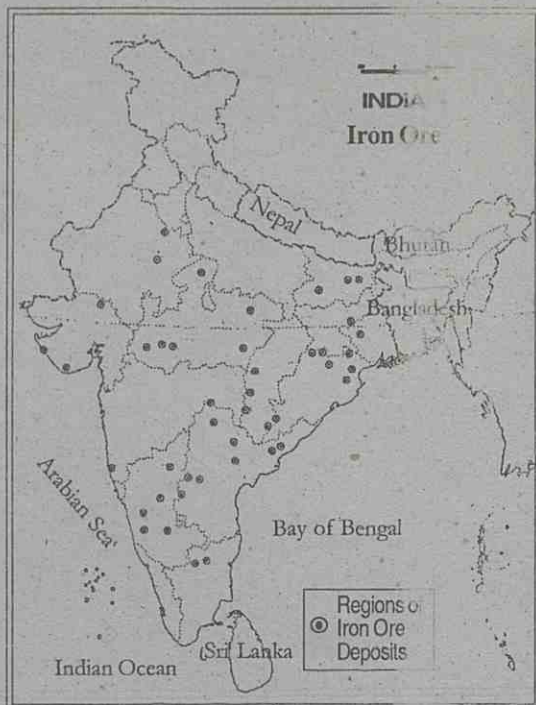 INDIA
Iron Ore
Nepal
Bhutan
Bangladesh
Arabian Sea
Bay of Bengal
Regions of
Iron Ore
Deposits
Sri Lanka
Indian Ocean